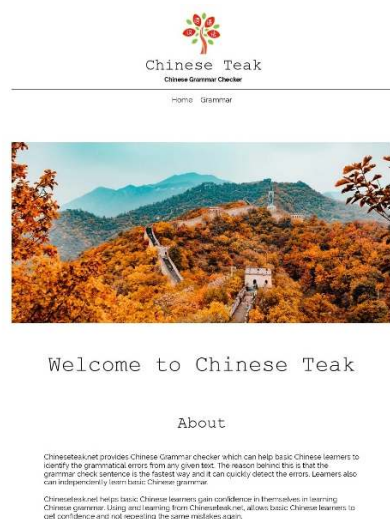 Chinese Teak
Chinese Grammar Checker
Home Grammar
Welcome to Chinese Teak
About
Chineseteak.net provides Chinese Grammar checker which can help basic Chinese learners to
identify the grammatical errors from any given text. The reason behind this is that the
grammar check sentence is the fastest way and it can quickly detect the errors. Learners also
can independently learn basic Chinese grammar.
Chineseteak.net helps basic Chinese learners gain confidence in themselves in learning
Chinese grammar. Using and learning from Chineseteak.net, allows basic Chinese learners to
get confidence and not repeating the same mistakes again.